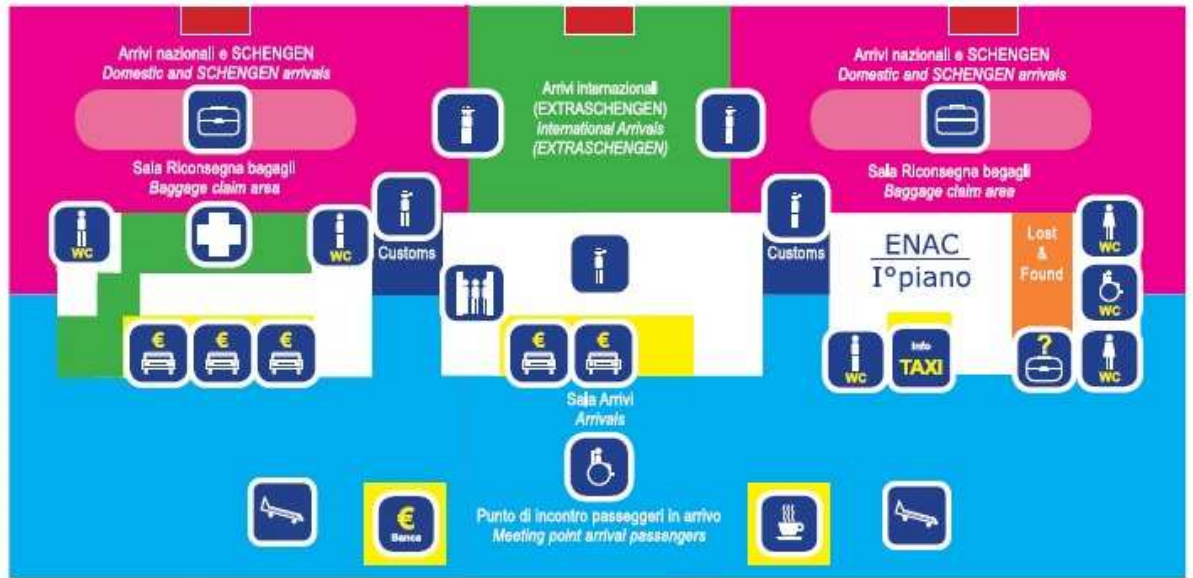 Arrivi nazionali e SCHENGEN
Domestic and SCHENGEN arrivals
Sala Riconsegna bagagli
Baggage claim area
Arrivi internazionali
(EXTRASCHENGEN)
International Arrivals
(EXTRASCHENGEN)
Arrivi nazionali e SCHENGEN
Domestic and SCHENGEN arrivals
Sala Riconsegna bagagli
Baggage claim area
WC
WC
Customs
Customs
ENAC
I°piano
Lost
&
Found
WC
WC
€
€
€
€
€
WC
Info
TAXI
?
WC
Sala Arrivi
Arrivals
€
Banca
Punto di incontro passeggeri in arrivo
Meeting point arrival passengers